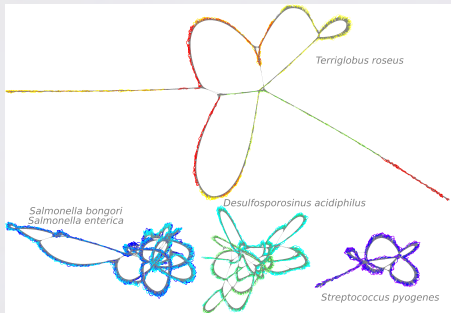 Terriglobus roseus
Desulfosporosinus acidiphilus
Salmonella bongori
Salmonella enterica
Streptococcus pyogenes